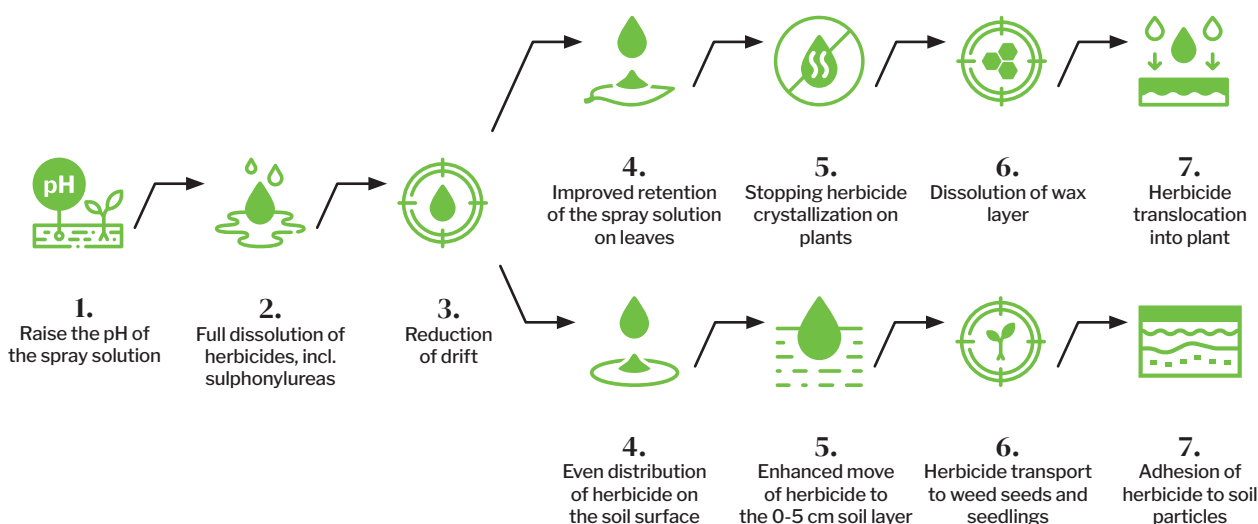 pH
1.
Raise the pH of
the spray solution
2.
Full dissolution of
herbicides, incl.
sulphonylureas
3.
Reduction
of drift
4.
Improved retention
of the spray solution
on leaves
5.
Stopping herbicide
crystallization on
plants
6.
Dissolution of wax
layer
7.
Herbicide
translocation
into plant
4.
Even distribution
of herbicide on
the soil surface
5.
Enhanced move
of herbicide to
the 0-5 cm soil layer
6.
Herbicide transport
to weed seeds and
seedlings
7.
Adhesion of
herbicide to soil
particles